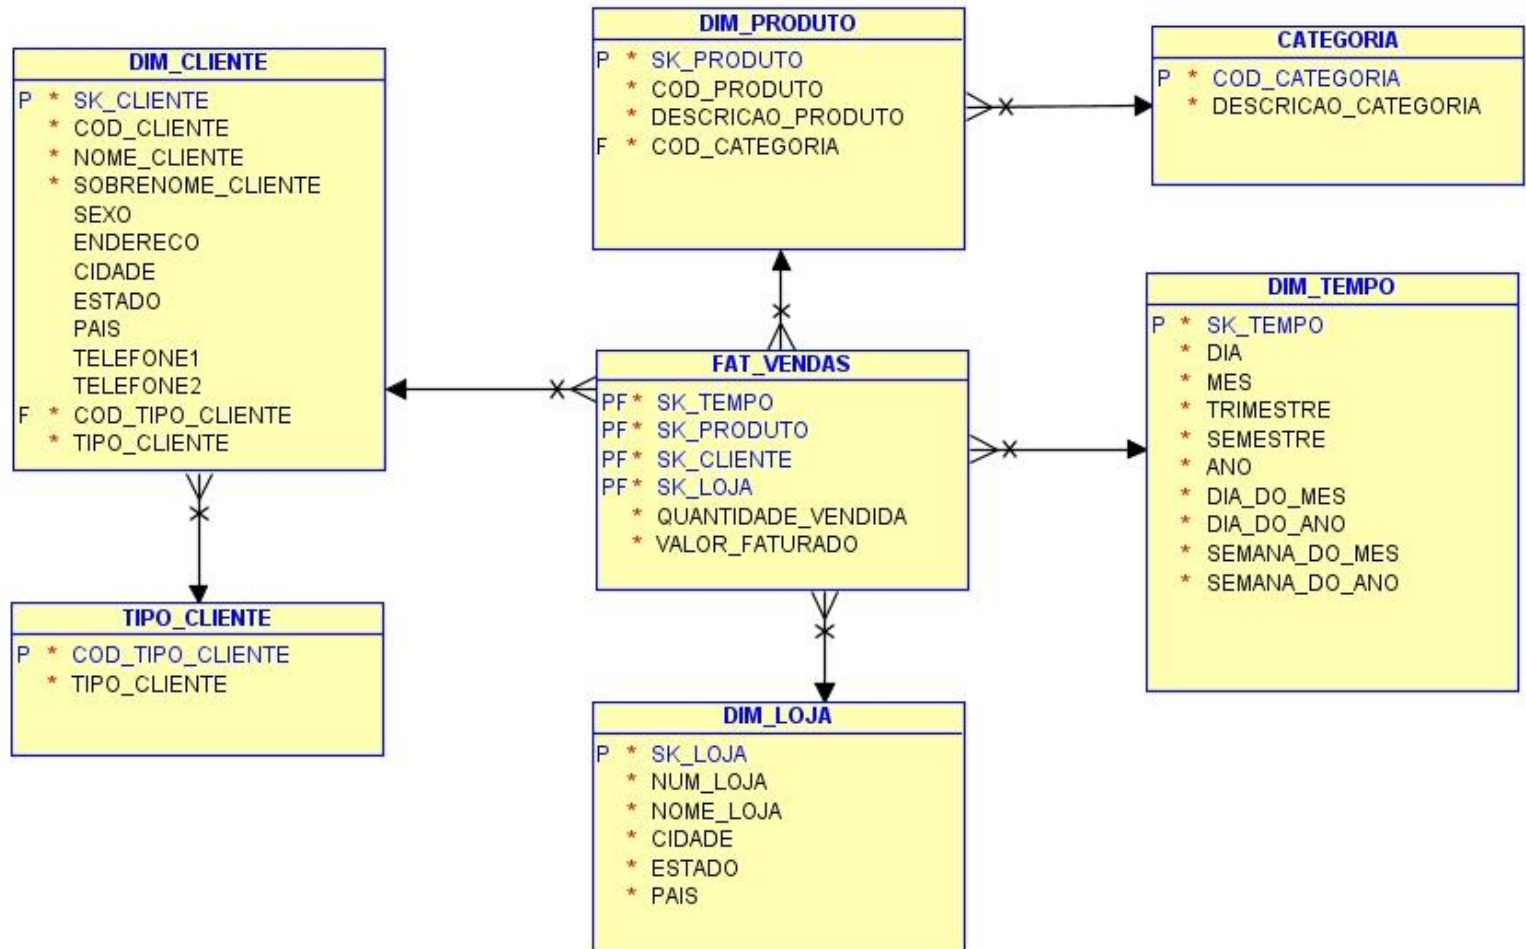 DIM_CLIENTE
P * SK_CLIENTE
* COD_CLIENTE
* NOME_CLIENTE
* SOBRENOME_CLIENTE
SEXO
ENDERECO
CIDADE
ESTADO
PAIS
TELEFONE1
TELEFONE2
F * COD_TIPO_CLIENTE
* TIPO_CLIENTE
DIM_PRODUTO
P * SK_PRODUTO
* COD_PRODUTO
* DESCRICAO_PRODUTO
F * COD_CATEGORIA
CATEGORIA
P * COD_CATEGORIA
* DESCRICAO_CATEGORIA
FAT_VENDAS
PF * SK_TEMPO
PF * SK_PRODUTO
PF * SK_CLIENTE
PF * SK_LOJA
* QUANTIDADE_VENDIDA
* VALOR_FATURADO
DIM_TEMPO
P * SK_TEMPO
* DIA
* MES
* TRIMESTRE
* SEMESTRE
* ANO
* DIA_DO_MES
* DIA_DO_ANO
* SEMANA_DO_MES
* SEMANA_DO_ANO
TIPO_CLIENTE
P * COD_TIPO_CLIENTE
* TIPO_CLIENTE
DIM_LOJA
P * SK_LOJA
* NUM_LOJA
* NOME_LOJA
* CIDADE
* ESTADO
* PAIS